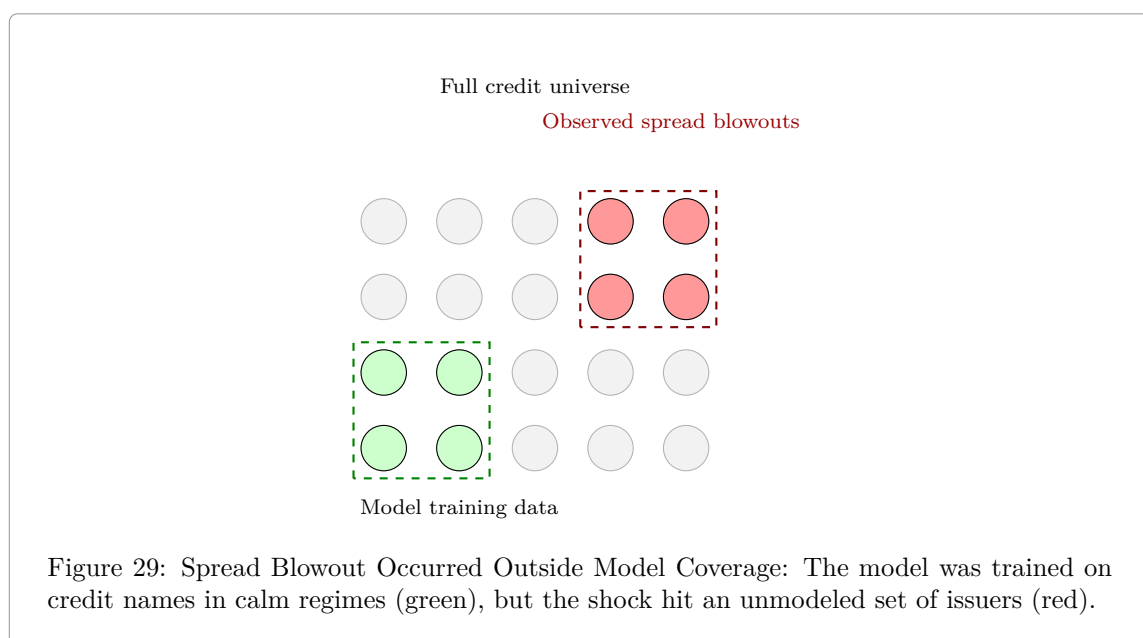 Full credit universe
Observed spread blowouts
Model training data
Figure 29: Spread Blowout Occurred Outside Model Coverage: The model was trained on
credit names in calm regimes (green), but the shock hit an unmodeled set of issuers (red).